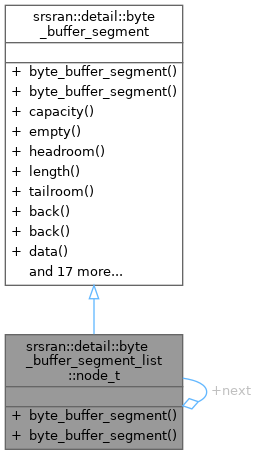 srsran::detail::byte
_buffer_segment
+ byte_buffer_segment()
+ byte_buffer_segment()
+ capacity()
+ empty()
+ headroom()
+ length()
+ tailroom()
+ back()
+ back()
+ data()
and 17 more...
srsran::detail::byte
_buffer_segment_list
::node_t
+next
+ byte_buffer_segment()
+ byte_buffer_segment()